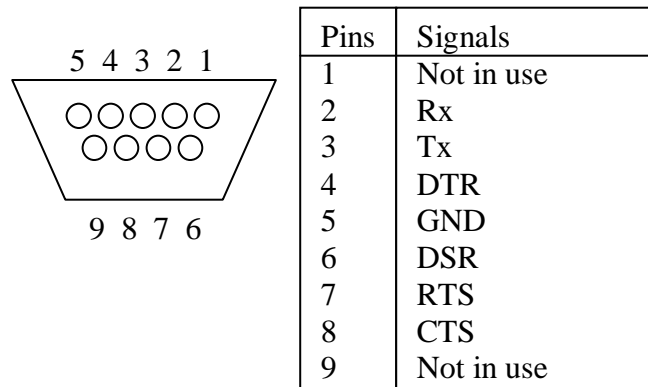 5 4 3 2 1
9 8 7 6
Pins Signals
1 Not in use
2 Rx
3 Tx
4 DTR
5 GND
6 DSR
7 RTS
8 CTS
9 Not in use